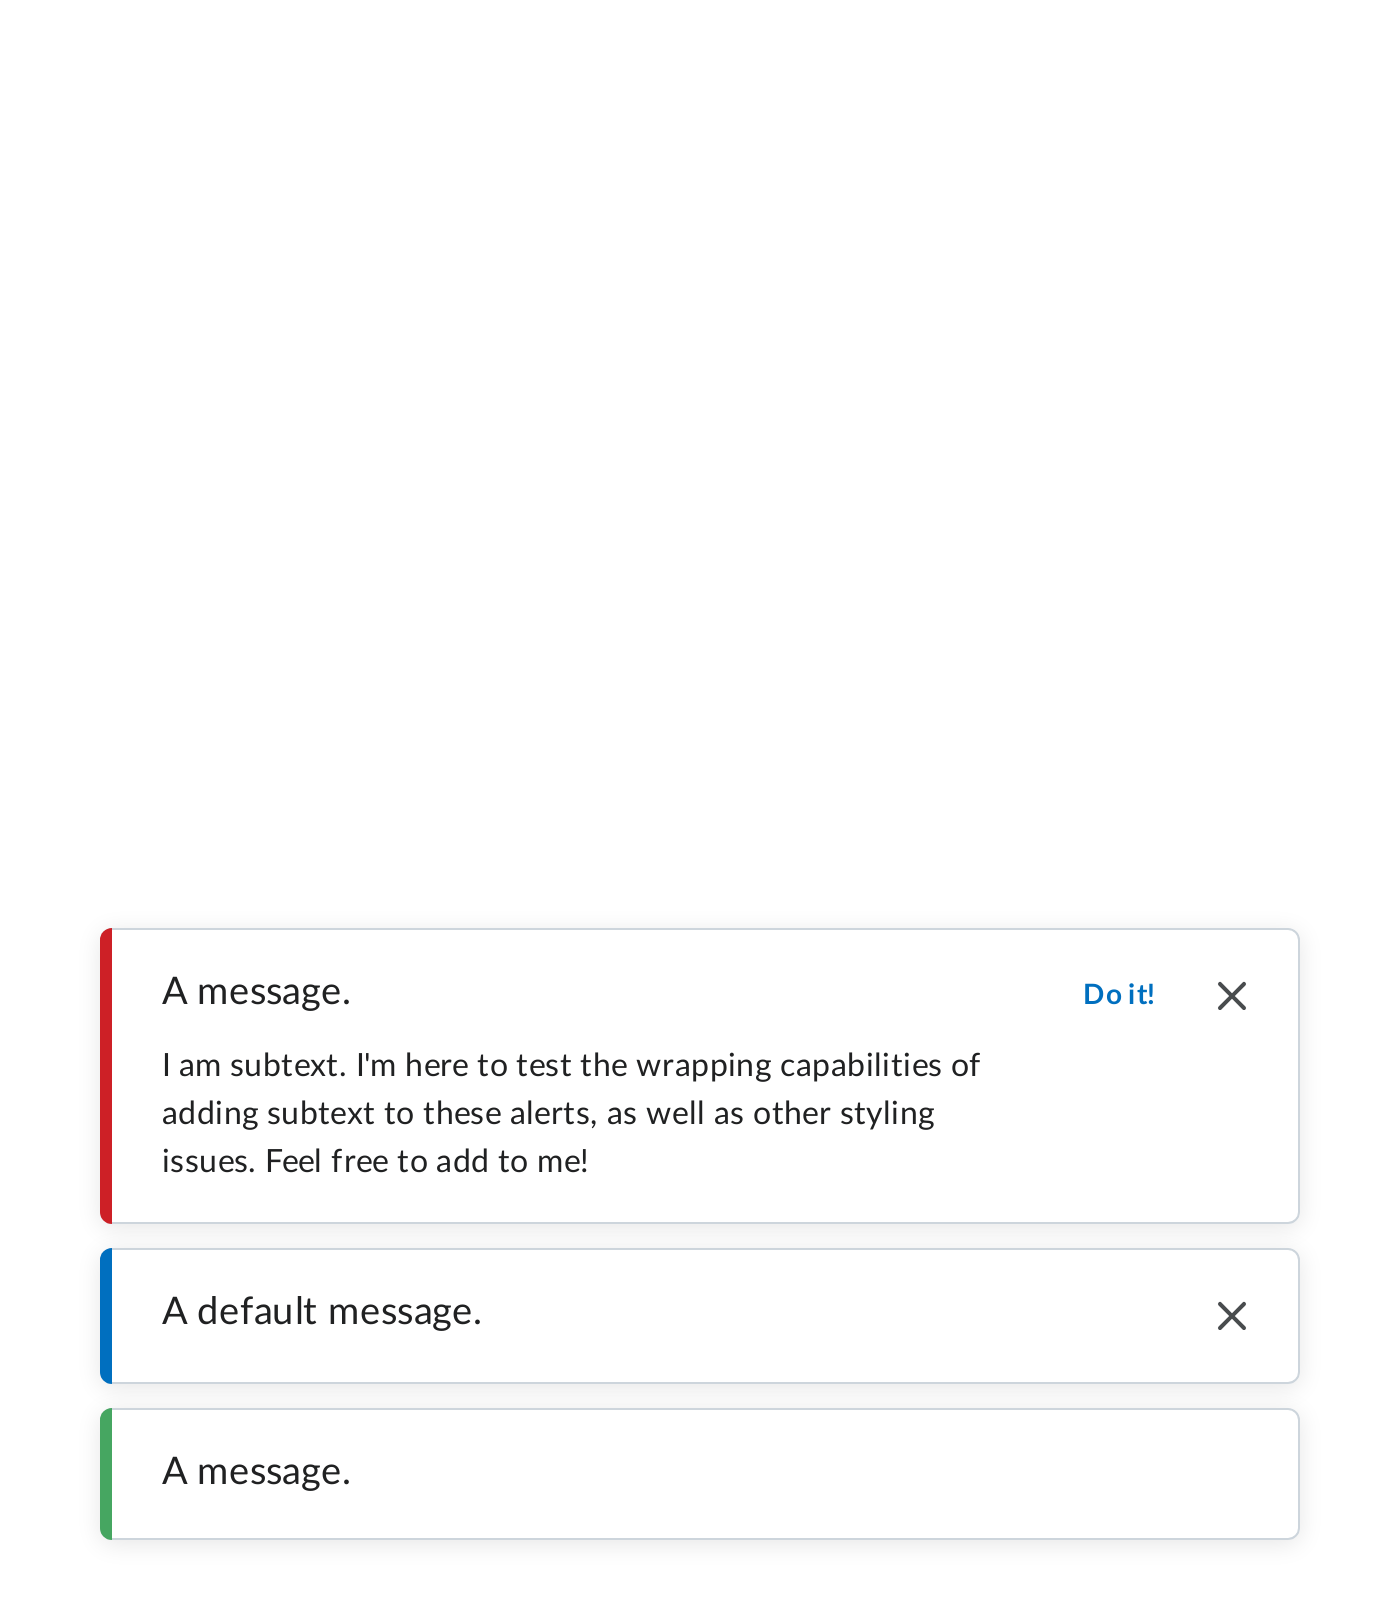 A message.
Do it!
I am subtext. I'm here to test the wrapping capabilities of
adding subtext to these alerts, as well as other styling
issues. Feel free to add to me!
A default message.
A message.